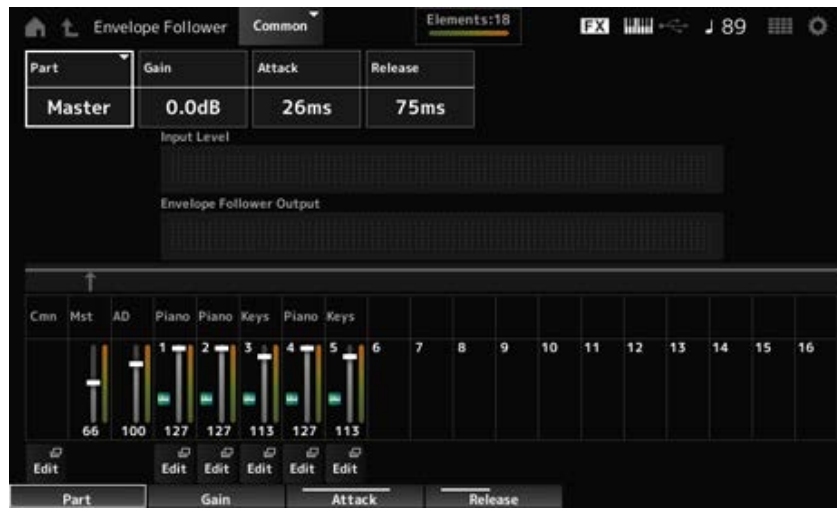 Envelope Follower Common Elements:18 FX 89
Part Gain Attack Release
Master 0.0dB 26ms 75ms
Input Level
Envelope Follower Output
Cmn Mst AD Piano Piano Keys Piano Keys
1 2 3 4 5 6 7 8 9 10 11 12 13 14 15 16
66 100 127 127 113 127 113
Edit Edit Edit Edit Edit Edit
Part Gain Attack Release